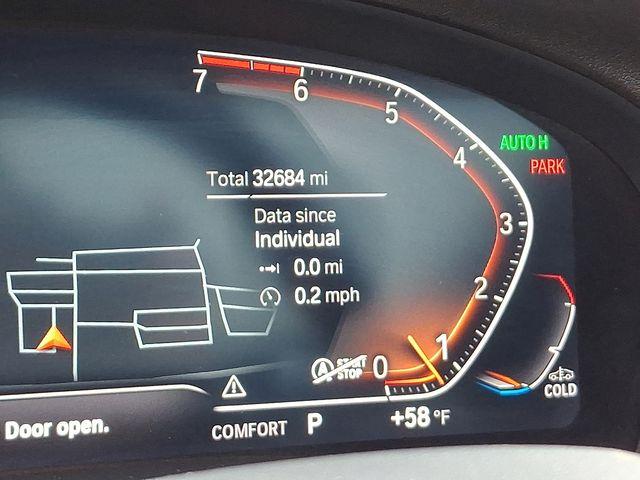 7
6
5
4
3
2
1
0
AUTO H
PARK
Total 32684 mi
Data since
Individual
0.0 mi
0.2 mph
A START
STOP
COLD
Door open.
COMFORT P +58 °F